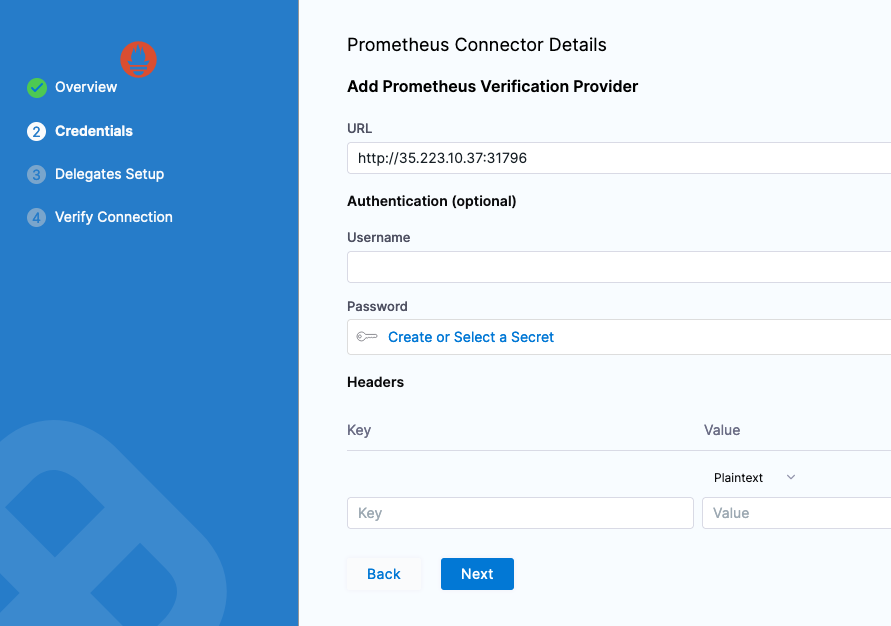 Overview
2 Credentials
3 Delegates Setup
4 Verify Connection
Prometheus Connector Details
Add Prometheus Verification Provider
URL
http://35.223.10.37:31796
Authentication (optional)
Username
Password
Create or Select a Secret
Headers
Key Value
Plaintext
Key Value
Back Next